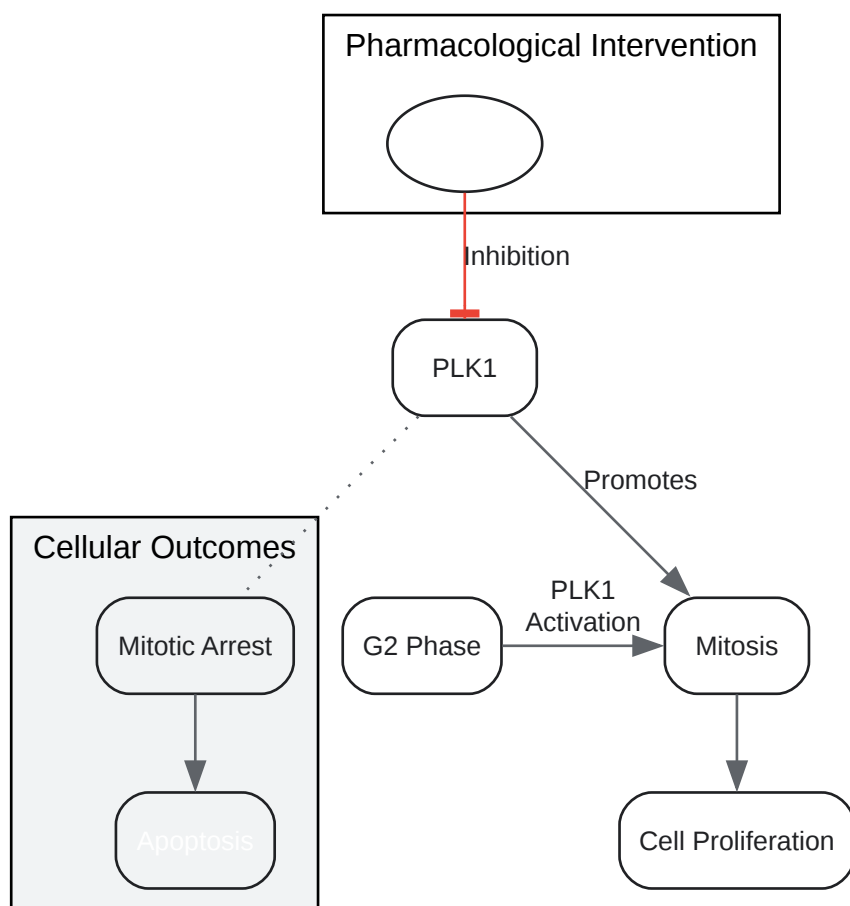 Pharmacological Intervention
Inhibition
PLK1
Promotes
Cellular Outcomes
PLK1
Activation
Mitotic Arrest
G2 Phase
Mitosis
Apoptosis
Cell Proliferation